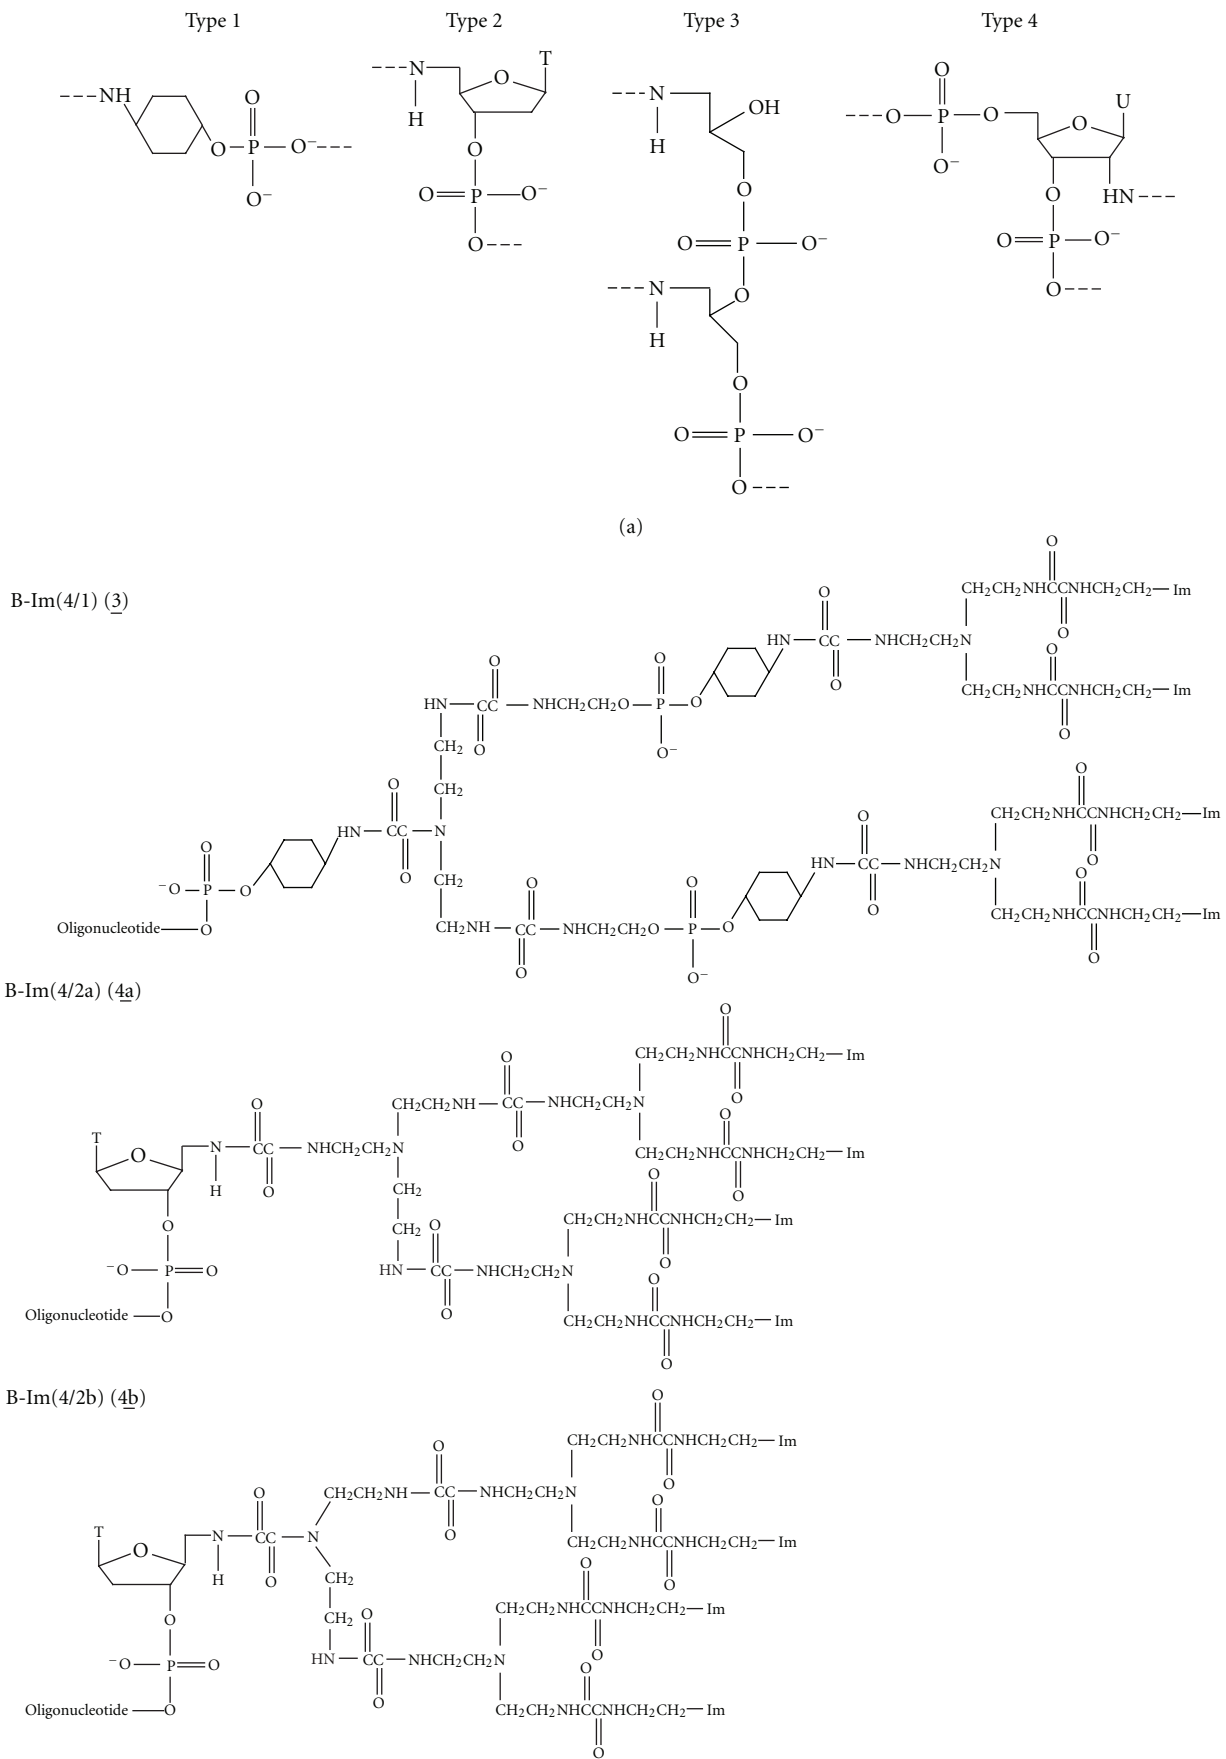 Type 1 Type 2 Type 3 Type 4
NH O P O⁻ O O⁻
N H O T O O P O⁻ O
N H OH O O P O⁻ O N H O O P O⁻ O
O O P O O⁻ O U O HN O P O⁻ O
(a)
B-Im(4/1) (3)
O
CH₂CH₂NHCCNHCH₂CH₂ Im
O
O
HN CC NHCH₂CH₂N
O
O
CH₂CH₂NHCCNHCH₂CH₂ Im
O
O O
HN CC NHCH₂CH₂O P O
CH₂ O O⁻
CH₂
O
HN CC N
O
O
⁻O P O
CH₂
Oligonucleotide O
O O
CH₂NH CC NHCH₂CH₂O P O
O O⁻
O
HN C NHCH₂CH₂N
O
O
CH₂CH₂NHCCNHCH₂CH₂ Im
O
O
CH₂CH₂NHCCNHCH₂CH₂ Im
O
B-Im(4/2a) (4a)
O
CH₂CH₂NHCCNHCH₂CH₂ Im
O
O
CH₂CH₂NH CC NHCH₂CH₂N
O
O
CH₂CH₂NHCCNHCH₂CH₂ Im
O
T O N CC NHCH₂CH₂N
O
H O
CH₂
CH₂ O
HN CC NHCH₂CH₂N
O
O
CH₂CH₂NHCCNHCH₂CH₂ Im
O
O
CH₂CH₂NHCCNHCH₂CH₂ Im
O
O
⁻O P O
Oligonucleotide O
B-Im(4/2b) (4b)
O
CH₂CH₂NHCCNHCH₂CH₂ Im
O
O
CH₂CH₂NH CC NHCH₂CH₂N
O
O
CH₂CH₂NHCCNHCH₂CH₂ Im
O
T O N CC N
O
H O
CH₂
CH₂ O
HN CC NHCH₂CH₂N
O
O
CH₂CH₂NHCCNHCH₂CH₂ Im
O
O
CH₂CH₂NHCCNHCH₂CH₂ Im
O
O
⁻O P O
Oligonucleotide O